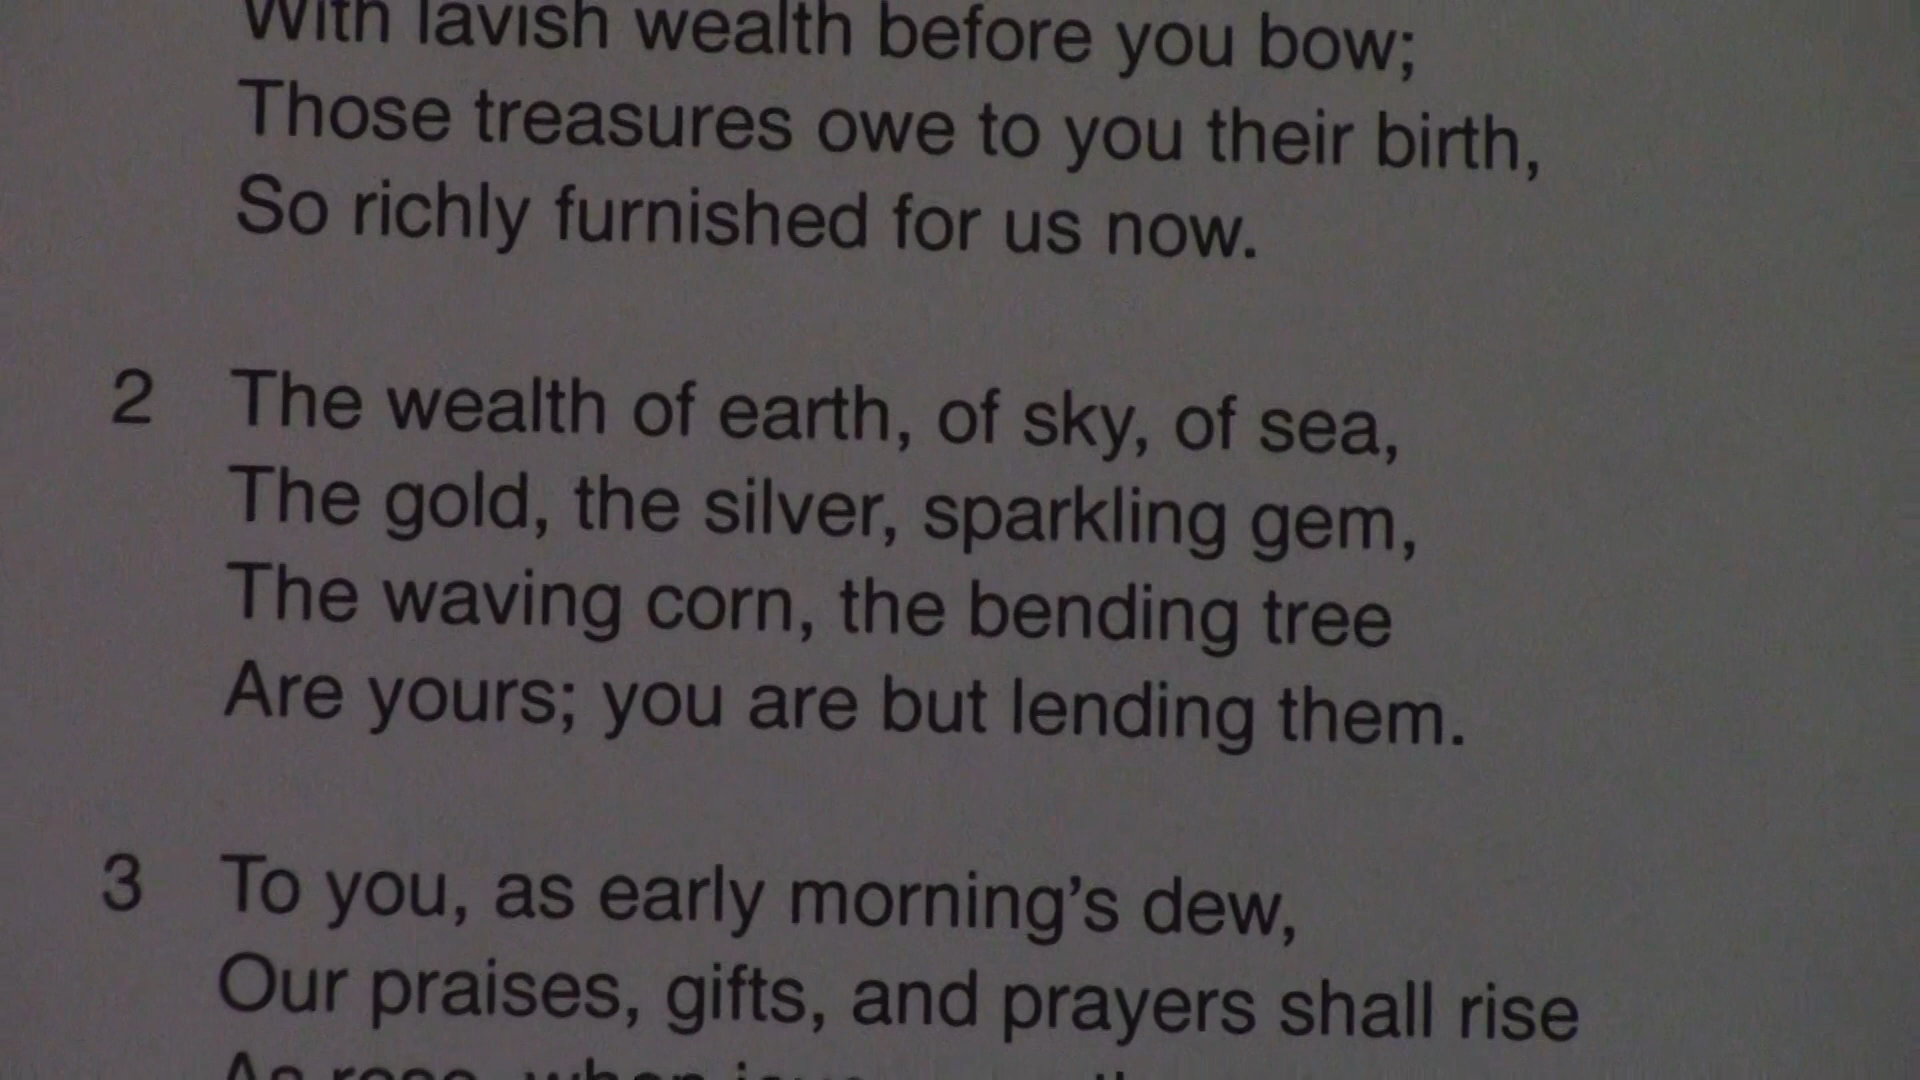 With lavish wealth before you bow;
Those treasures owe to you their birth,
So richly furnished for us now.
2 The wealth of earth, of sky, of sea,
The gold, the silver, sparkling gem,
The waving corn, the bending tree
Are yours; you are but lending them.
3 To you, as early morning's dew,
Our praises, gifts, and prayers shall rise
As rose, when